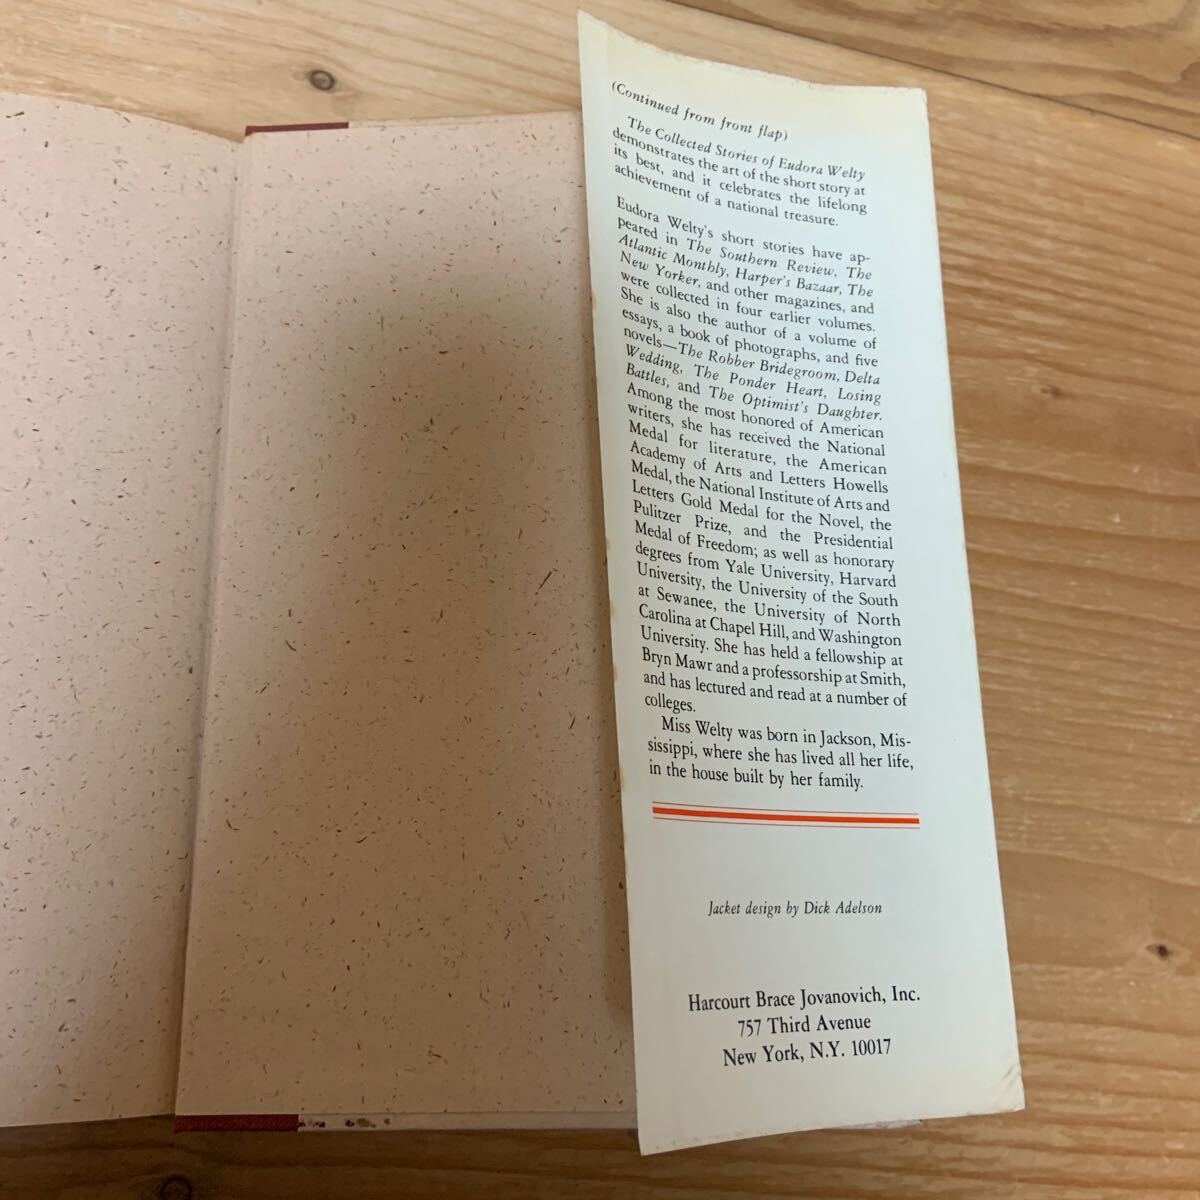 (Continued from front flap)
The Collected Stories of Eudora Welty
demonstrates the art of the short story at
its best, and it celebrates the lifelong
achievement of a national treasure.
Eudora Welty's short stories have ap-
peared in The Southern Review, The
Atlantic Monthly, Harper's Bazaar, The
New Yorker, and other magazines, and
were collected in four earlier volumes.
She is also the author of a volume of
essays, a book of photographs, and five
novels—The Robber Bridegroom, Delta
Wedding, The Ponder Heart, Losing
Battles, and The Optimist's Daughter.
Among the most honored of American
writers, she has received the National
Medal for literature, the American
Academy of Arts and Letters Howells
Medal, the National Institute of Arts and
Letters Gold Medal for the Novel, the
Pulitzer Prize, and the Presidential
Medal of Freedom; as well as honorary
degrees from Yale University, Harvard
University, the University of the South
at Sewanee, the University of North
Carolina at Chapel Hill, and Washington
University. She has held a fellowship at
Bryn Mawr and a professorship at Smith,
and has lectured and read at a number of
colleges.
Miss Welty was born in Jackson, Mis-
sissippi, where she has lived all her life,
in the house built by her family.
Jacket design by Dick Adelson
Harcourt Brace Jovanovich, Inc.
757 Third Avenue
New York, N.Y. 10017